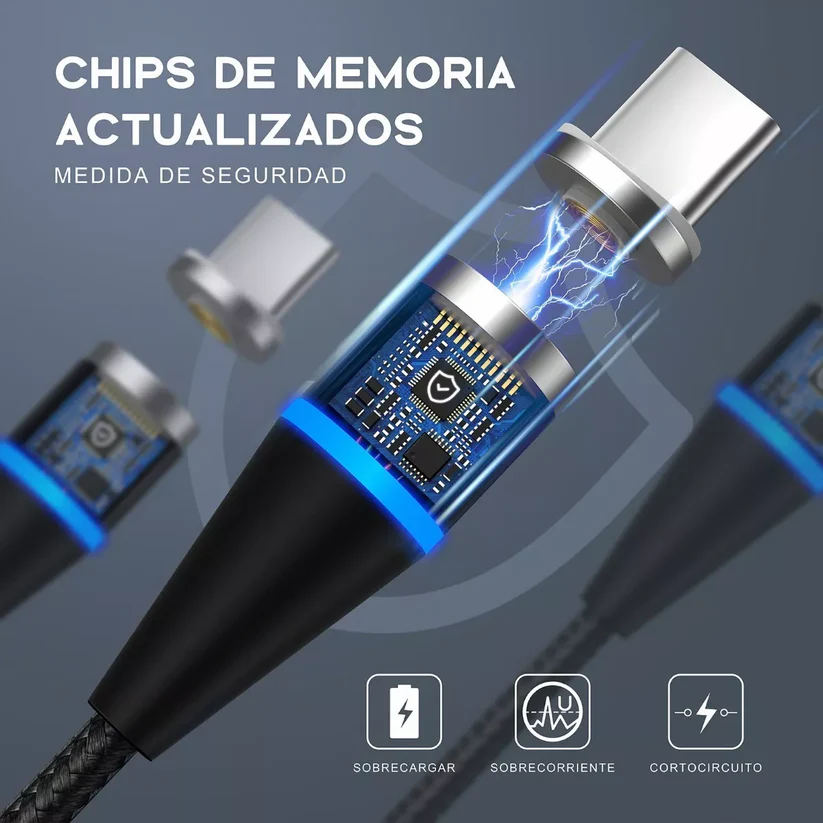 CHIPS DE MEMORIA
ACTUALIZADOS
MEDIDA DE SEGURIDAD
U
SOBRECARGAR
SOBRECORRIENTE
CORTOCIRCUITO